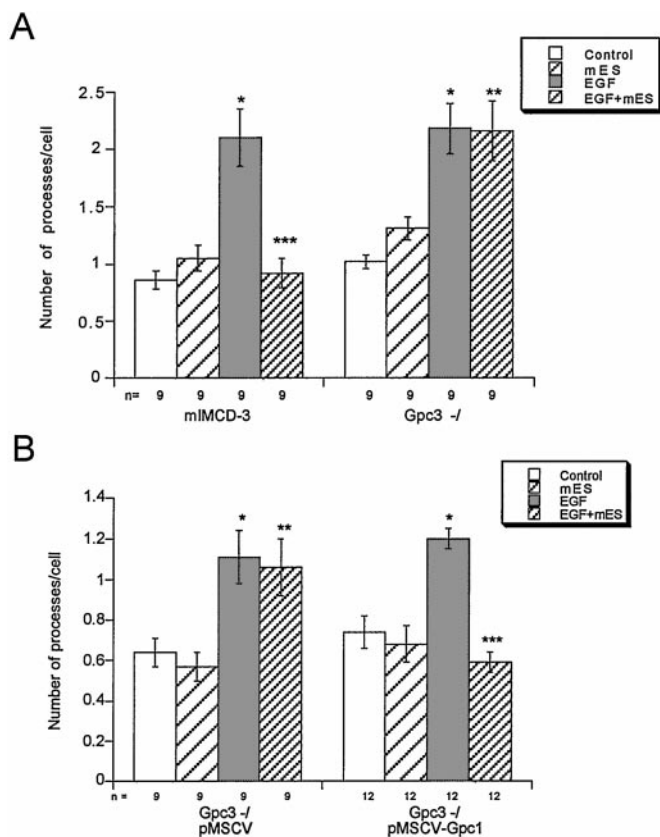 A
Control
mES
EGF
EGF+mES
Number of processes/cell
2.5
2
1.5
1
0.5
0
*
***
*
**
n= 9 9 9 9 9 9 9 9
mIMCD-3 Gpc3 -/
B
Control
mES
EGF
EGF+mES
Number of processes/cell
1.4
1.2
1
0.8
0.6
0.4
0.2
0
*
**
*
***
n = 9 9 9 9 12 12 12 12
Gpc3 -/ Gpc3 -/
pMSCV pMSCV-Gpc1